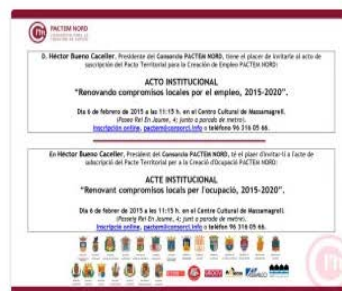 PACTEM NORD
D. Héctor Bueno Caceller, Presidente del Consorcio PACTEM NORD, tiene el placer de invitarle al acto de
suscripción del Pacto Territorial para la Creación de Empleo PACTEM NORD:
ACTO INSTITUCIONAL
"Renovando compromisos locales por el empleo, 2015-2020".
Día 6 de febrero de 2015 a las 11:15 h. en el Centro Cultural de Massamagrell.
(Paseo Rei En Jaume, 4; junto a parada de metro).
Inscripción online, pactem@consorci.info o teléfono 96 316 05 66.
En Héctor Bueno Caceller, President del Consorcio PACTEM NORD, té el plaer d'invitar-li a l'acte de
subscripció del Pacte Territorial per a la Creació d'Ocupació PACTEM NORD:
ACTE INSTITUCIONAL
"Renovant compromisos locals per l'ocupació, 2015-2020".
Dia 6 de febrer de 2015 a les 11:15 h. en el Centre Cultural de Massamagrell.
(Passeig Rei En Jaume, 4; junt a parada de metro).
Inscripció online, pactem@consorci.info o telèfon 96 316 05 66.